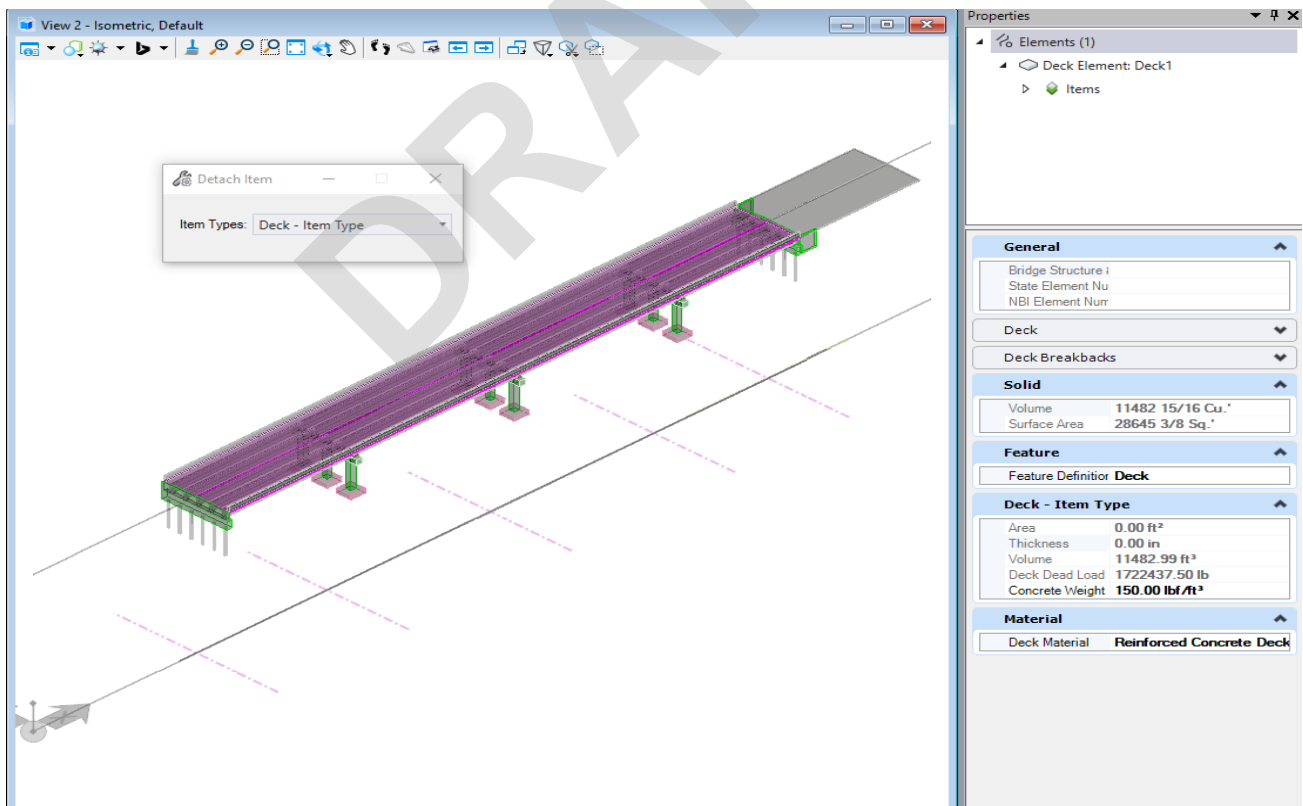 View 2 - Isometric, Default
Detach Item
Item Types: Deck - Item Type
DRA
Properties
Elements (1)
Deck Element: Deck1
Items
General
Bridge Structure
State Element Nu
NBI Element Num
Deck
Deck Breakbacks
Solid
Volume 11482 15/16 Cu.'
Surface Area 28645 3/8 Sq.'
Feature
Feature Definition Deck
Deck - Item Type
Area 0.00 ft²
Thickness 0.00 in
Volume 11482.99 ft³
Deck Dead Load 1722437.50 lb
Concrete Weight 150.00 lbf/ft³
Material
Deck Material Reinforced Concrete Deck